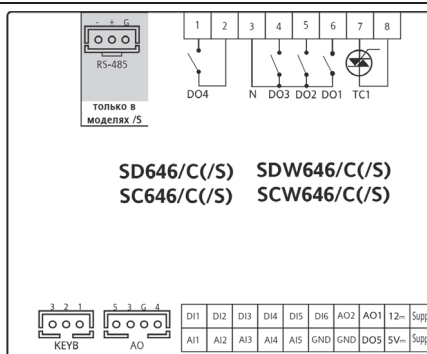 - + G
RS-485
только в
моделях /S
1 2 3 4 5 6 7 8
DO4 N DO3 DO2 DO1 TC1
SD646/C(/S) SDW646/C(/S)
SC646/C(/S) SCW646/C(/S)
3 2 1
KEYB
5 3 G 4
AO
DI1 DI2 DI3 DI4 DI5 DI6 AO2 AO1 12⎓ Supp
AI1 AI2 AI3 AI4 AI5 GND GND DO5 5V⎓ Supp